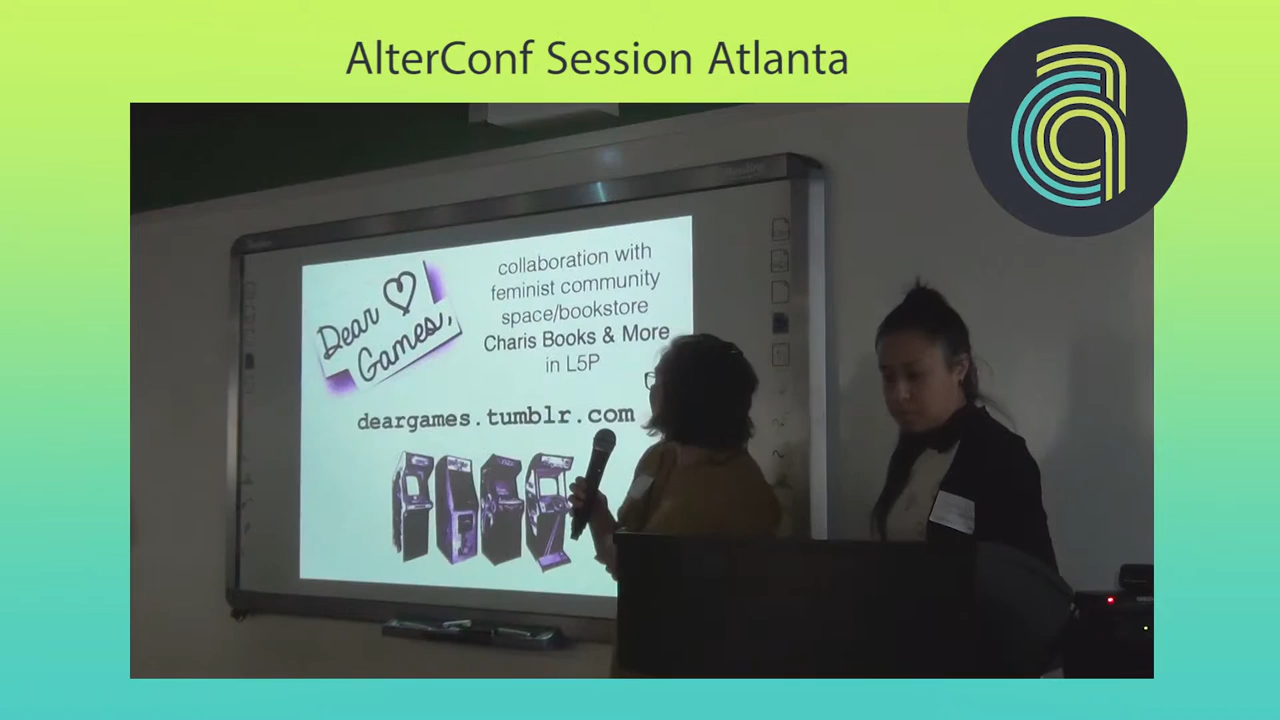 AlterConf Session Atlanta
Dear
Games,
collaboration with
feminist community
space/bookstore
Charis Books & More
in L5P
deargames.tumblr.com